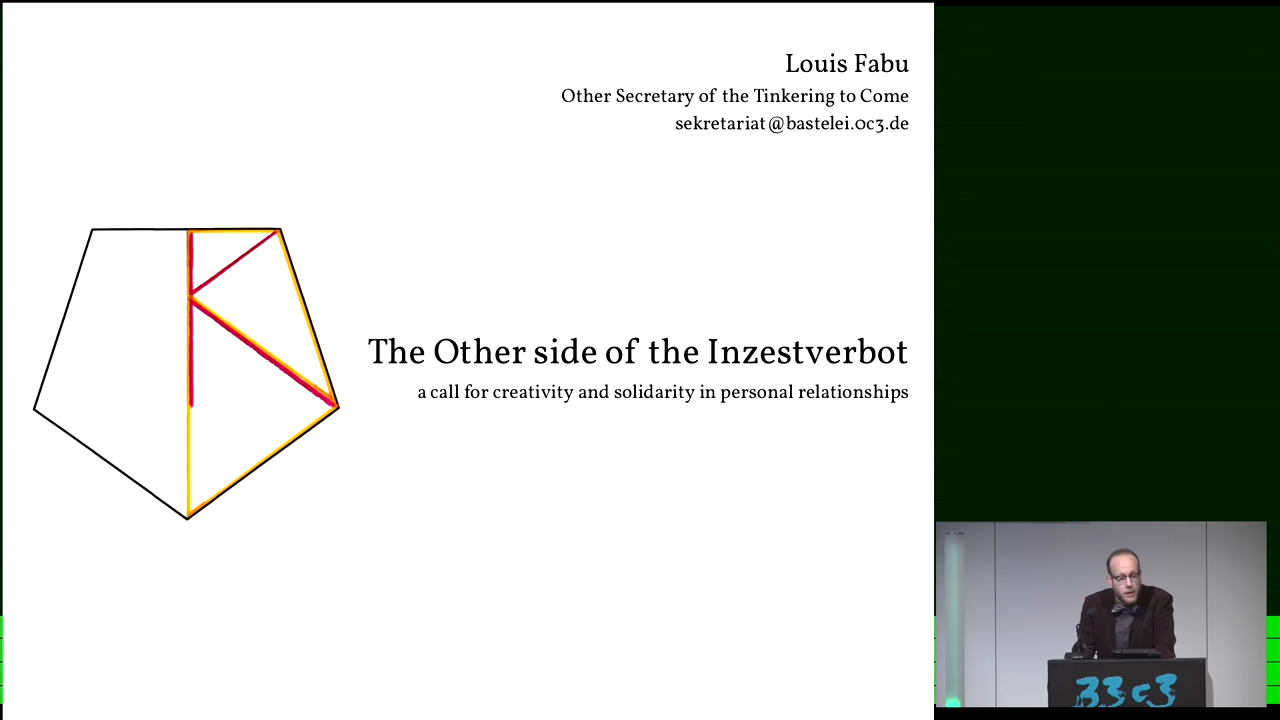 Louis Fabu
Other Secretary of the Tinkering to Come
sekretariat@bastelei.0c3.de
The Other side of the Inzestverbot
a call for creativity and solidarity in personal relationships
33c3